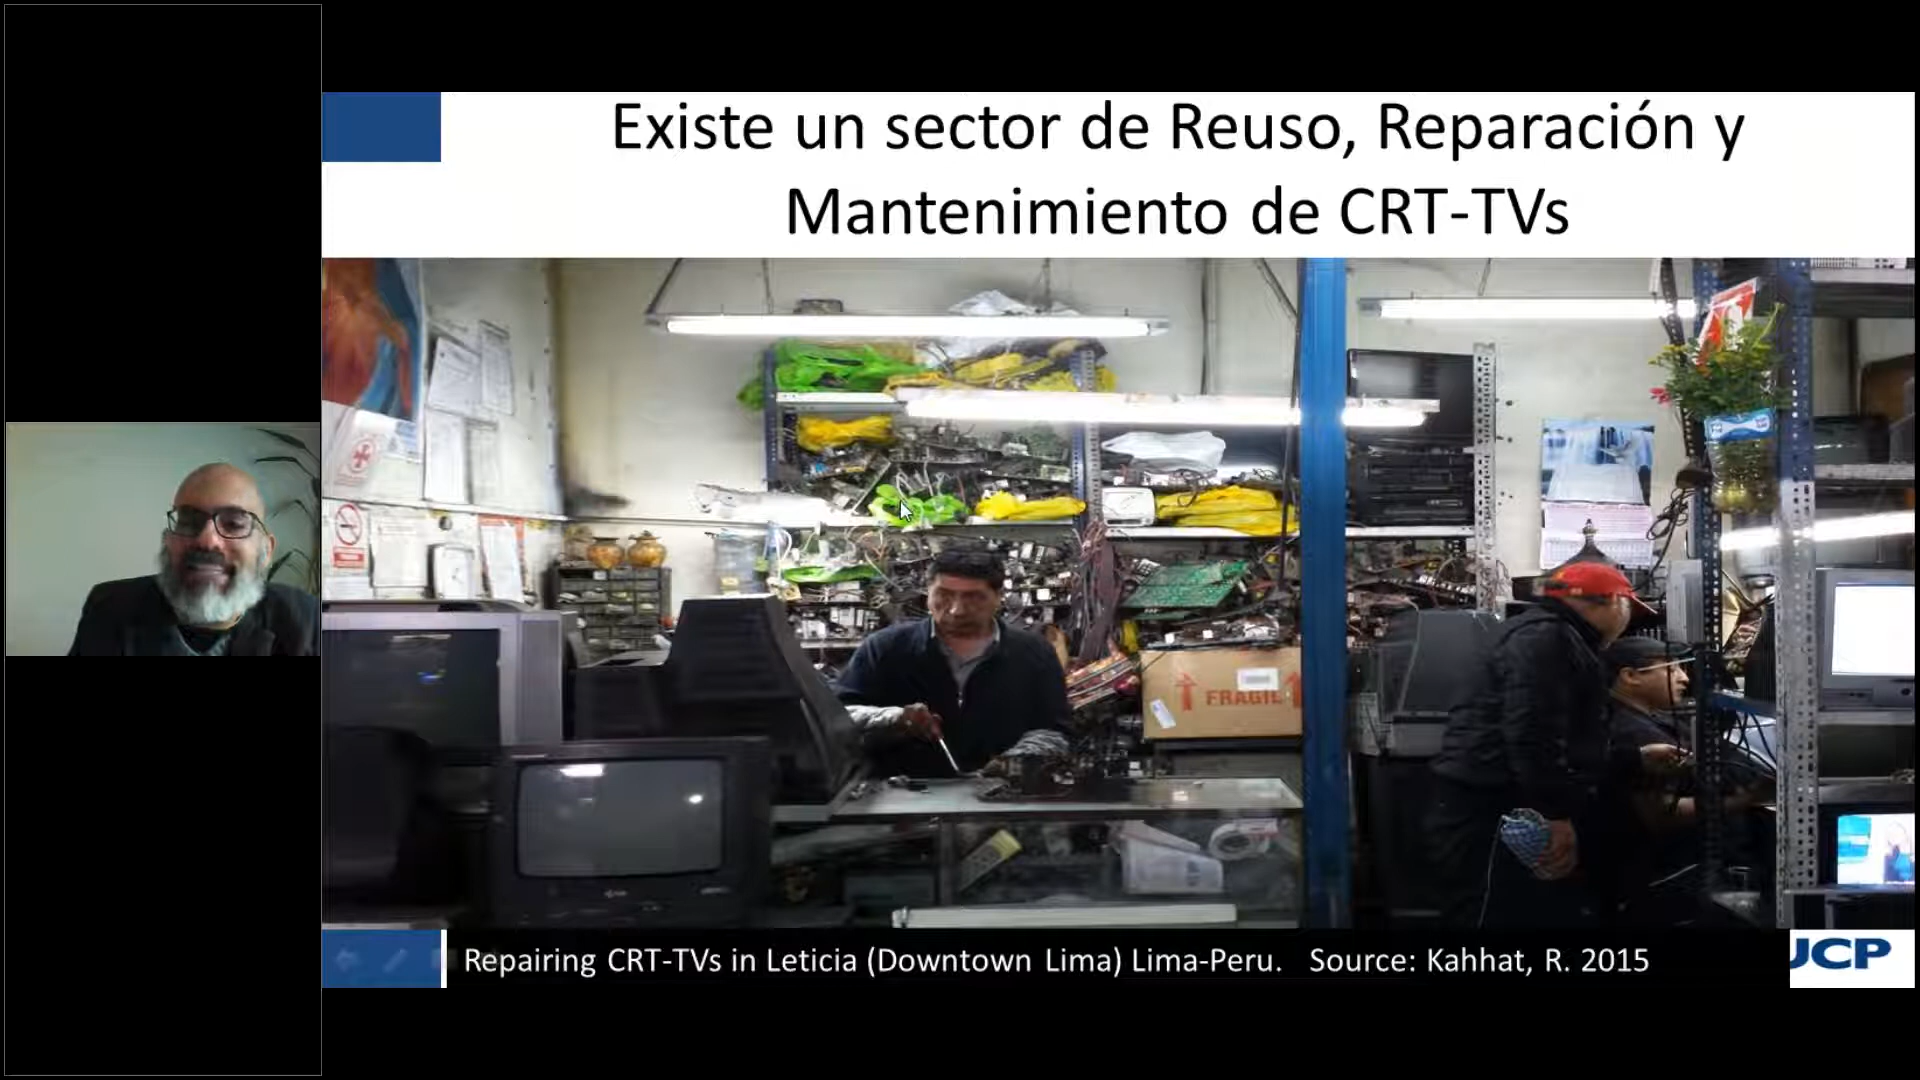 Existe un sector de Reuso, Reparación y
Mantenimiento de CRT-TVs
FRAGIL
Repairing CRT-TVs in Leticia (Downtown Lima) Lima-Peru. Source: Kahhat, R. 2015
UCP